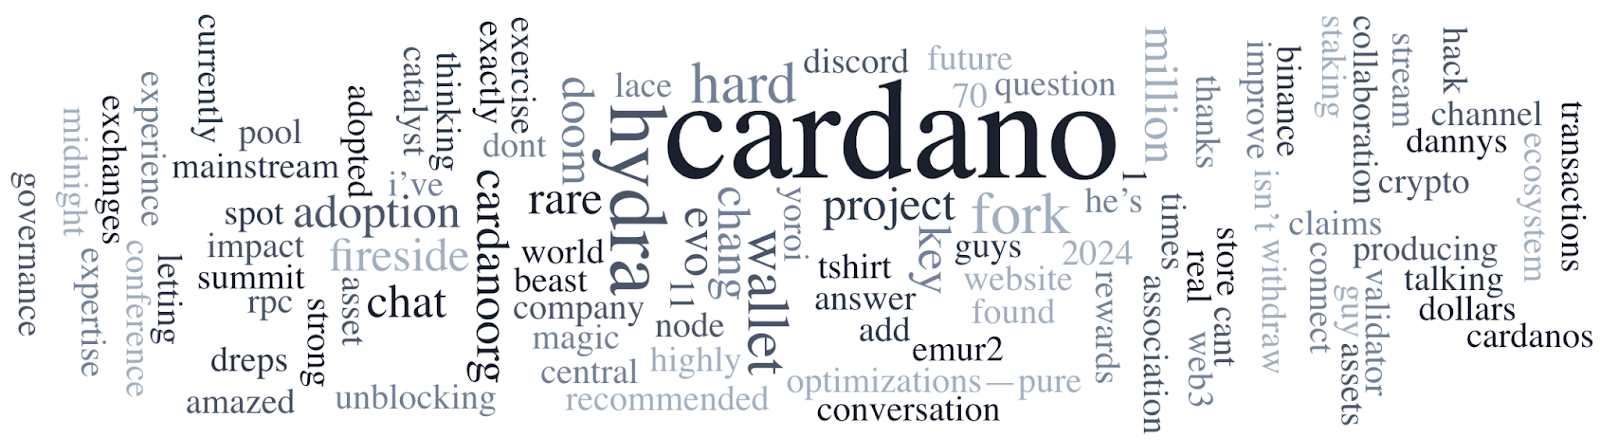 governance
midnight
exchanges
expertise
experience
conference
letting
currently
pool
mainstream
spot
impact
summit
rpc
dreps
amazed
adopted
adoption
i've
catalyst
thinking
fireside
strong
asset
chat
unblocking
exactly
exercise
dont
cardanoorg
doom
lace
hydra
rare
world
beast
company
magic
central
recommended
highly
node
11
evo
chang
wallet
hard
discord
future
70
question
cardano
yoroi
project
tshirt
answer
add
emur2
optimizations—pure
conversation
key
fork
guys
website
found
2024
he's
1
million
thanks
times
rewards
association
real
web3
store
cant
improve
isn't
withdraw
binance
staking
collaboration
stream
hack
channel
dannys
crypto
claims
connect
producing
talking
dollars
cardanos
validator
guy
assets
ecosystem
transactions